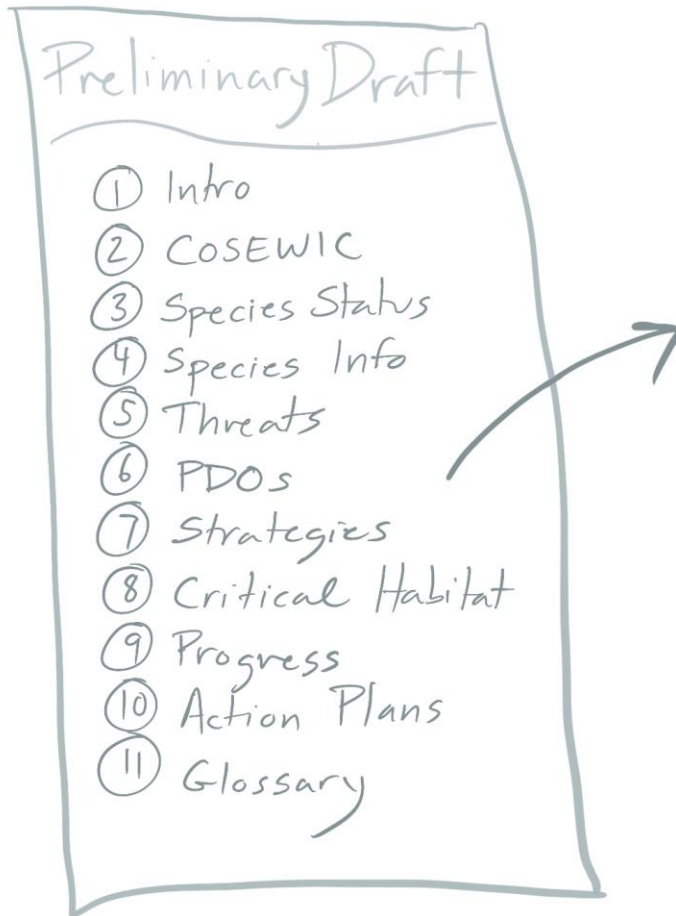 Preliminary Draft
① Intro
② COSEWIC
③ Species Status
④ Species Info
⑤ Threats
⑥ PDOs
⑦ Strategies
⑧ Critical Habitat
⑨ Progress
⑩ Action Plans
⑪ Glossary